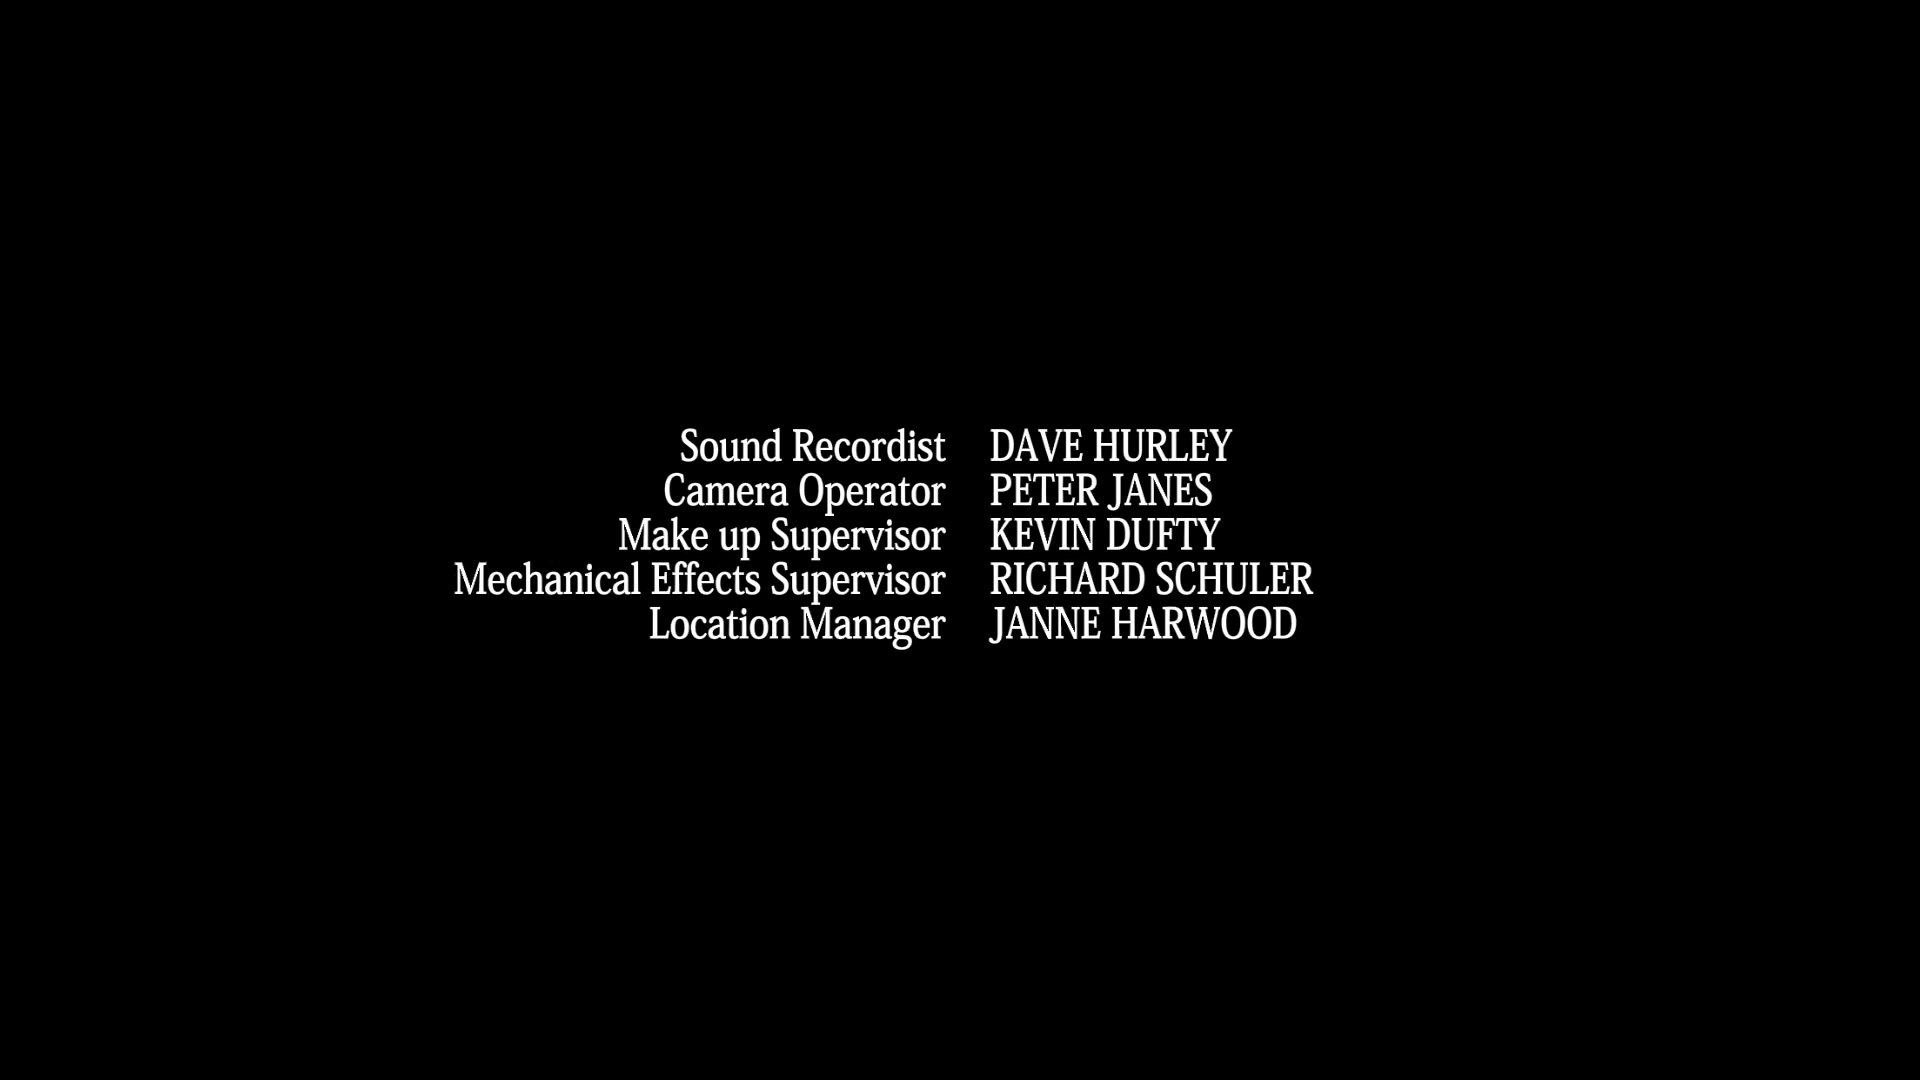 Sound Recordist DAVE HURLEY
Camera Operator PETER JANES
Make up Supervisor KEVIN DUFTY
Mechanical Effects Supervisor RICHARD SCHULER
Location Manager JANNE HARWOOD